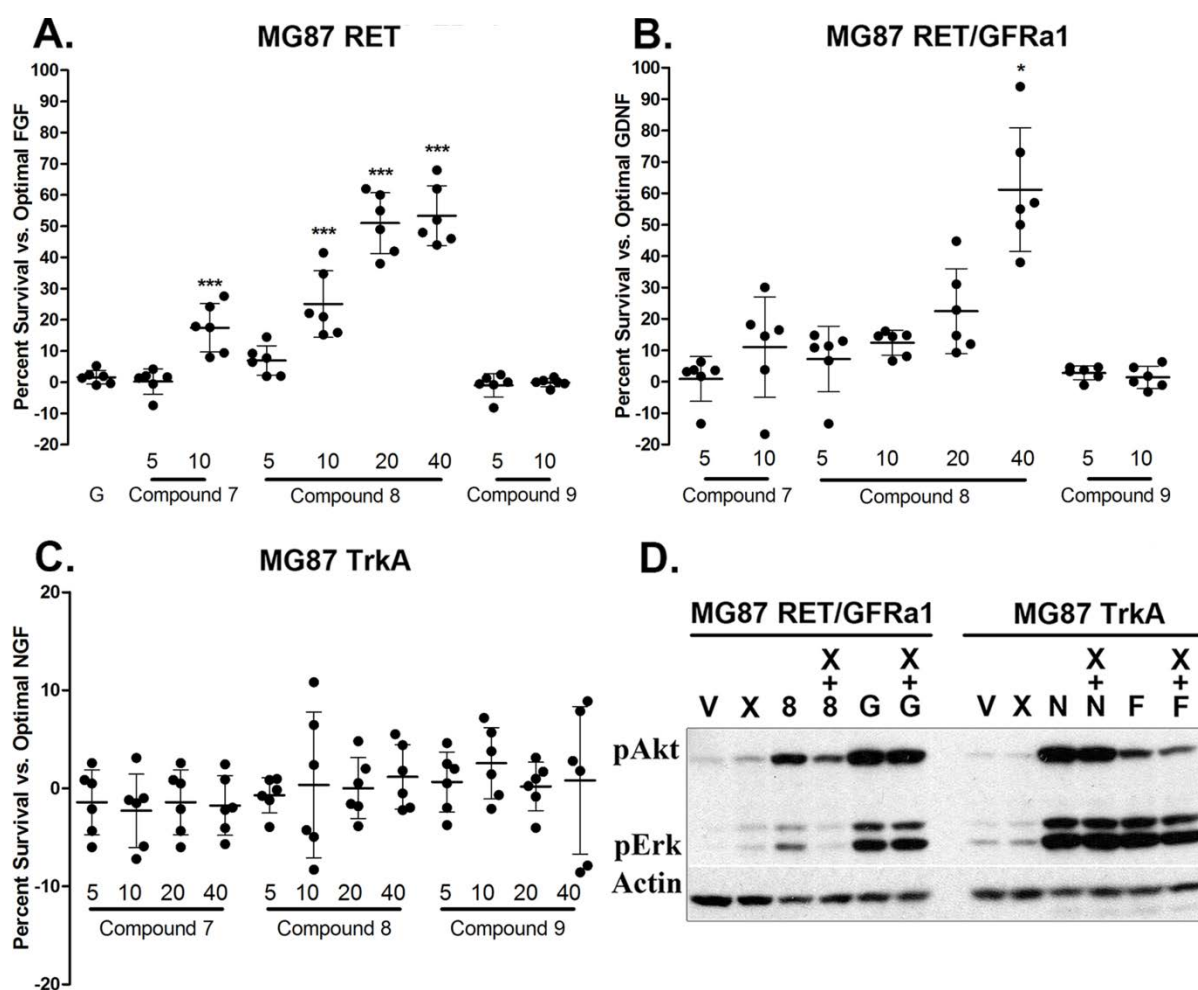 A.
MG87 RET
Percent Survival vs. Optimal FGF
100
90
80
70
60
50
40
30
20
10
0
-10
-20
***
***
***
***
5 10 5 10 20 40 5 10
G Compound 7 Compound 8 Compound 9
B.
MG87 RET/GFRa1
Percent Survival vs. Optimal GDNF
100
90
80
70
60
50
40
30
20
10
0
-10
-20
*
5 10 5 10 20 40 5 10
Compound 7 Compound 8 Compound 9
C.
MG87 TrkA
Percent Survival vs. Optimal NGF
20
10
0
-10
-20
5 10 20 40 5 10 20 40 5 10 20 40
Compound 7 Compound 8 Compound 9
D.
MG87 RET/GFRa1 MG87 TrkA
X X X X
+ + + +
V X 8 8 G G V X N N F F
pAkt
pErk
Actin